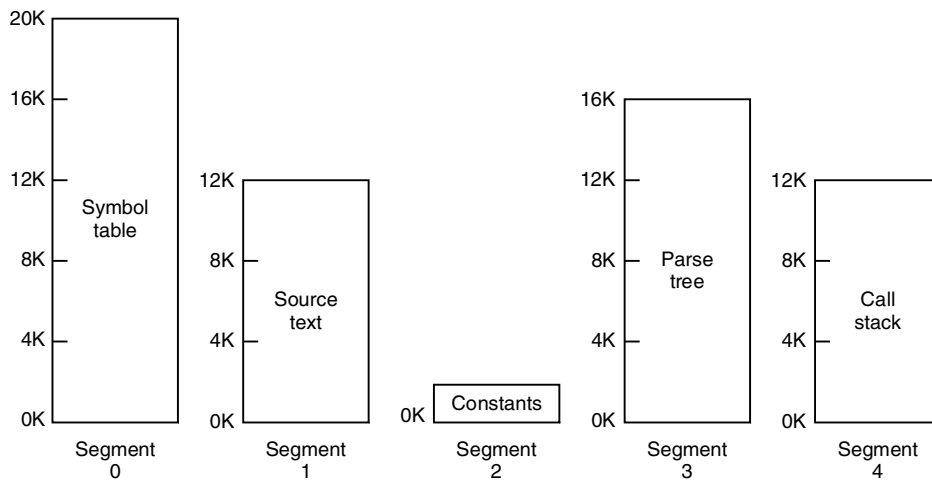 20K
16K
12K
8K
4K
0K
Symbol
table
Segment
0
12K
8K
4K
0K
Source
text
Segment
1
0K
Constants
Segment
2
16K
12K
8K
4K
0K
Parse
tree
Segment
3
12K
8K
4K
0K
Call
stack
Segment
4